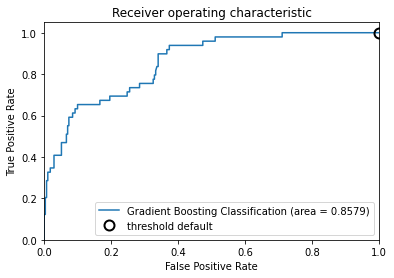 Receiver operating characteristic
True Positive Rate
1.0
0.8
0.6
0.4
0.2
0.0
Gradient Boosting Classification (area = 0.8579)
threshold default
0.0 0.2 0.4 0.6 0.8 1.0
False Positive Rate